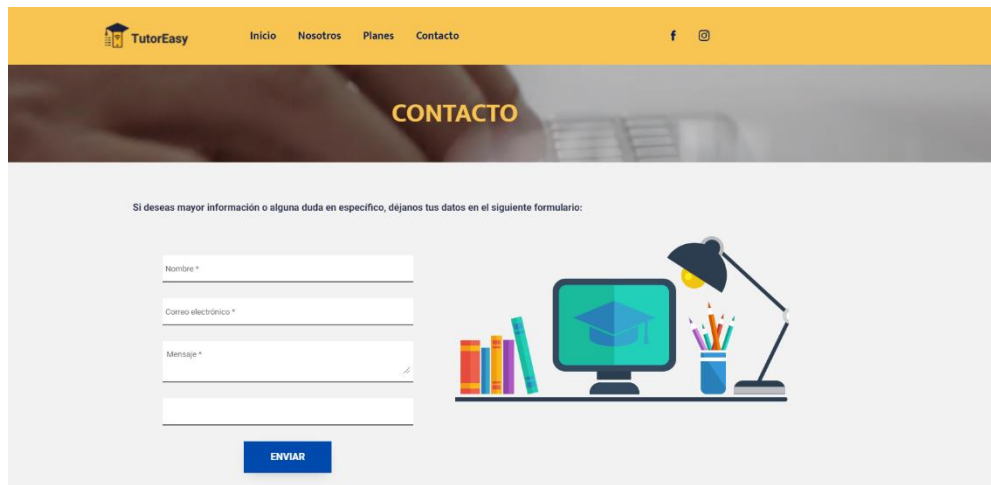 TutorEasy
Inicio Nosotros Planes Contacto
CONTACTO
Si deseas mayor información o alguna duda en específico, déjanos tus datos en el siguiente formulario:
Nombre *
Correo electrónico *
Mensaje *
ENVIAR